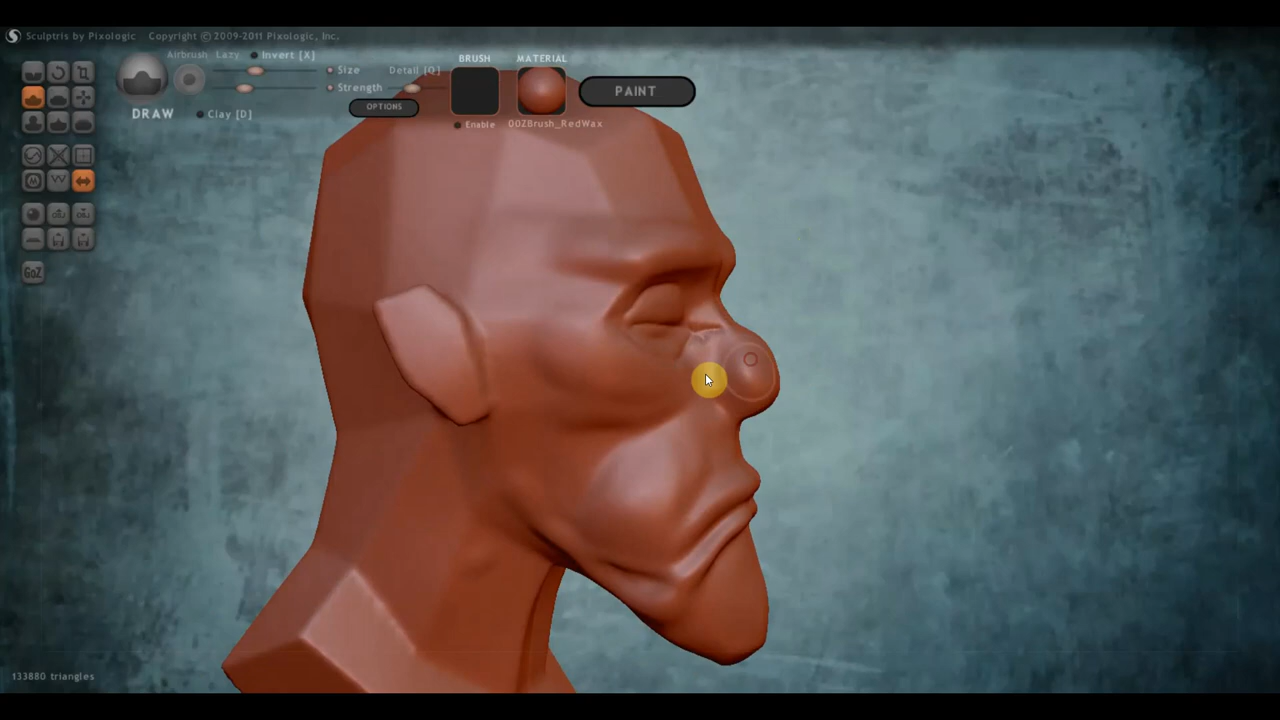 Sculptris by Pixologic Copyright © 2009-2011 Pixologic, Inc.
Airbrush Lazy Invert [X]
Size Detail [Q]
Strength
OPTIONS
DRAW Clay [D]
BRUSH
Enable
MATERIAL
00ZBrush_RedWax
PAINT
GoZ
133880 triangles